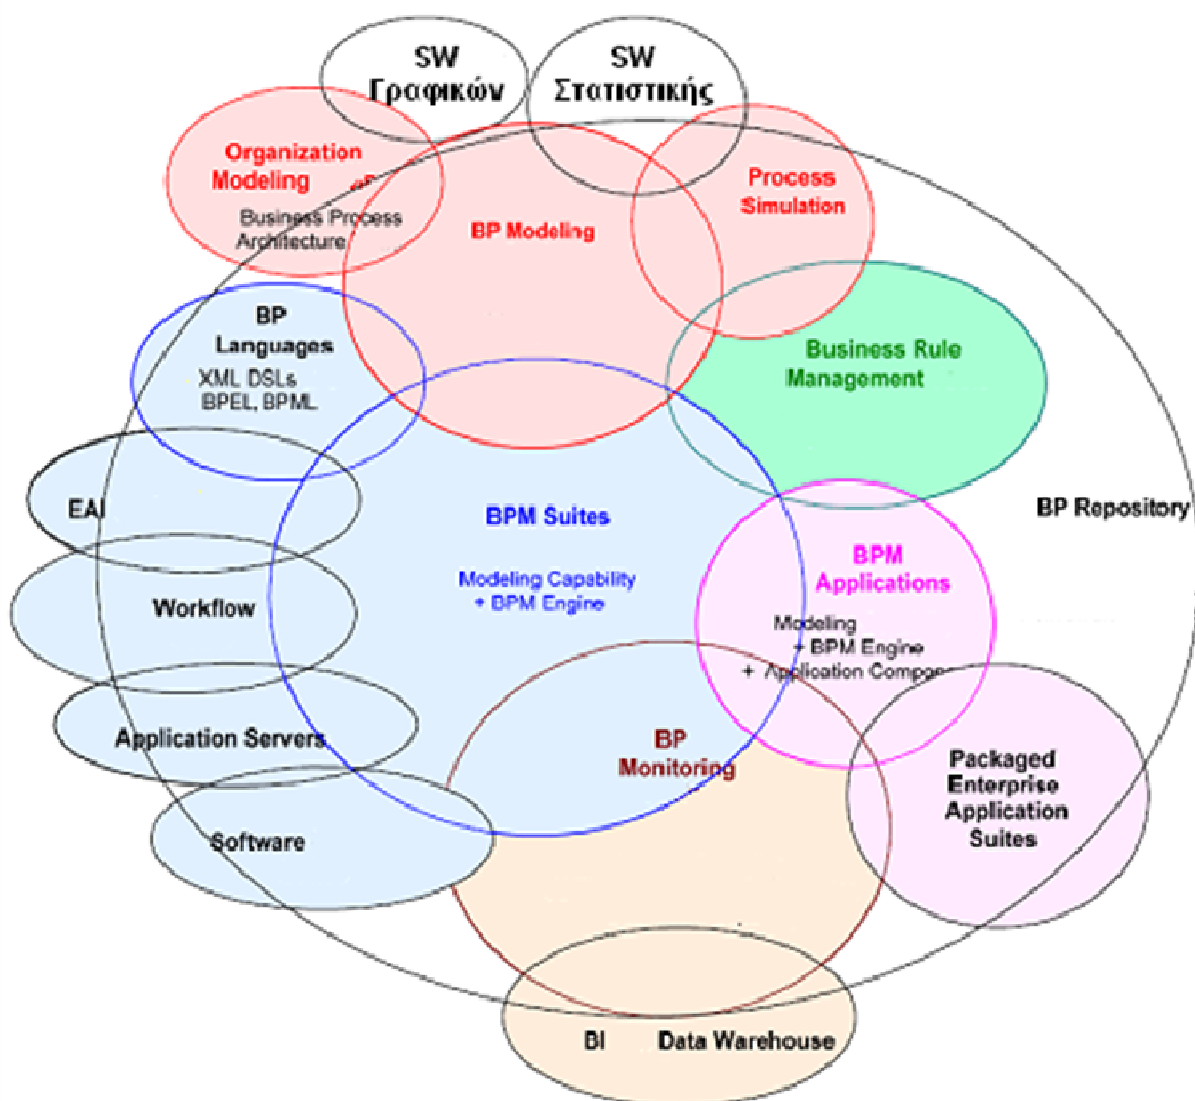 SW
Γραφικών
SW
Στατιστικής
Organization
Modeling
Business Process
Architecture
BP Modeling
Process
Simulation
BP
Languages
XML DSLs
BPEL, BPML
Business Rule
Management
EAI
BPM Suites
Modeling Capability
+ BPM Engine
BP Repository
BPM
Applications
Modeling
+ BPM Engine
+ Application
Workflow
Application Servers
BP
Monitoring
Packaged
Enterprise
Application
Suites
Software
BI Data Warehouse